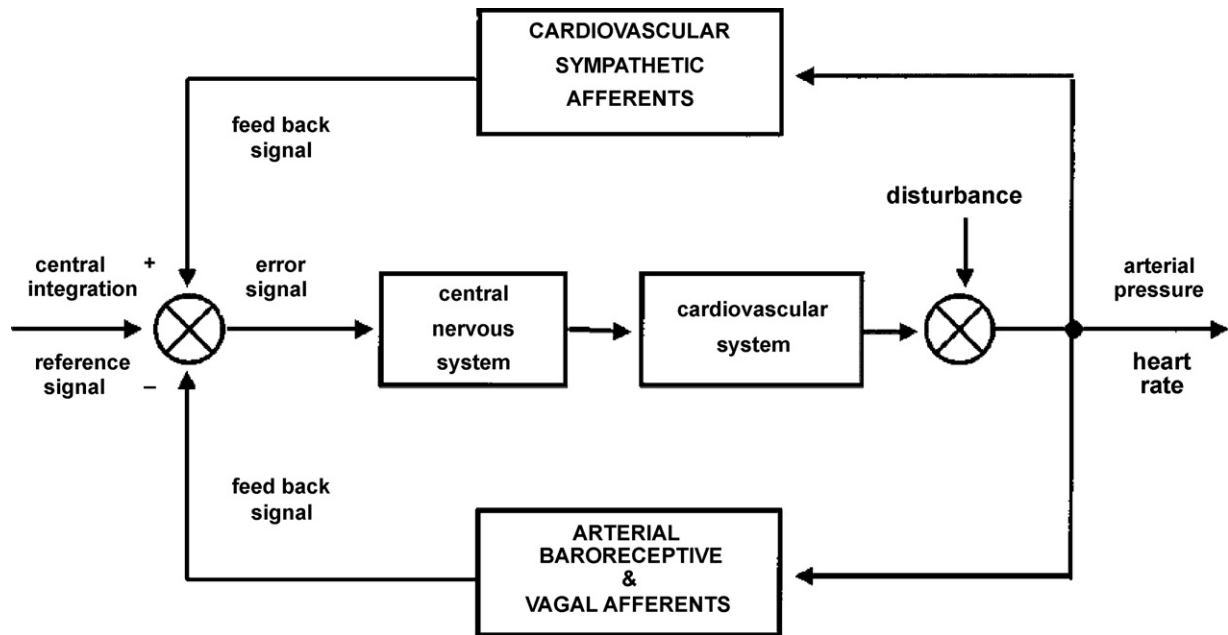 CARDIOVASCULAR
SYMPATHETIC
AFFERENTS
feed back
signal
disturbance
central
integration
+
error
signal
central
nervous
system
cardiovascular
system
arterial
pressure
reference
signal
–
heart
rate
feed back
signal
ARTERIAL
BARORECEPTIVE
&
VAGAL AFFERENTS